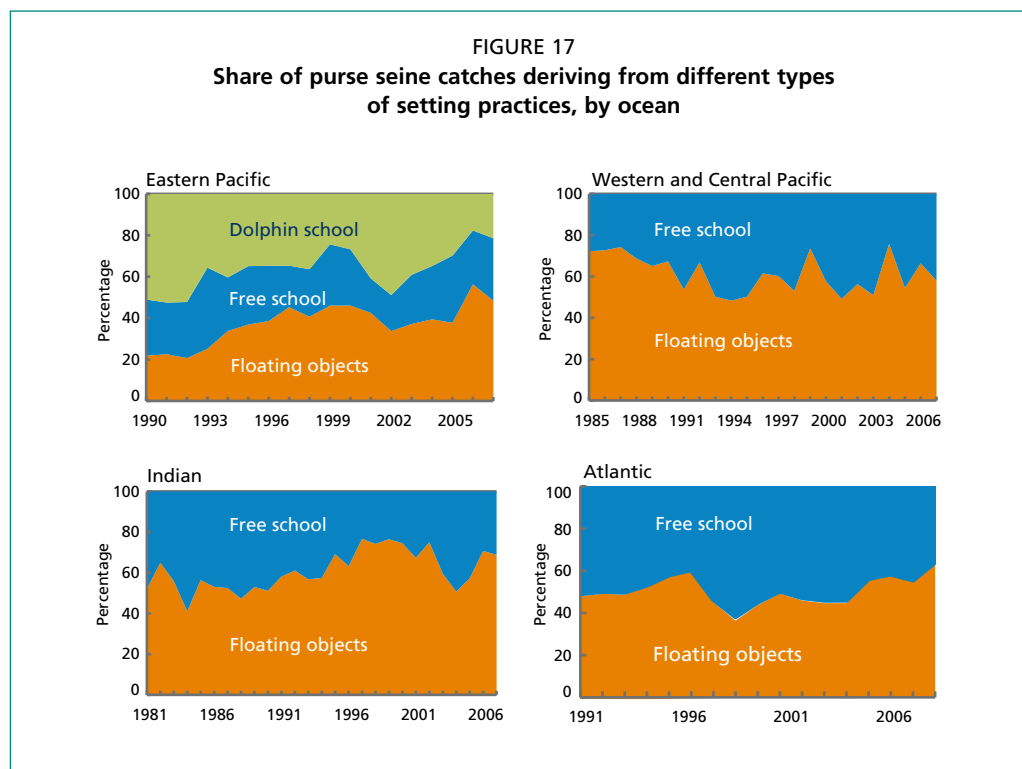 FIGURE 17
Share of purse seine catches deriving from different types
of setting practices, by ocean
Eastern Pacific
Percentage
100
80
60
40
20
0
Dolphin school
Free school
Floating objects
1990 1993 1996 1999 2002 2005
Western and Central Pacific
Percentage
100
80
60
40
20
0
Free school
Floating objects
1985 1988 1991 1994 1997 2000 2003 2006
Indian
Percentage
100
80
60
40
20
0
Free school
Floating objects
1981 1986 1991 1996 2001 2006
Atlantic
Percentage
100
80
60
40
20
0
Free school
Floating objects
1991 1996 2001 2006